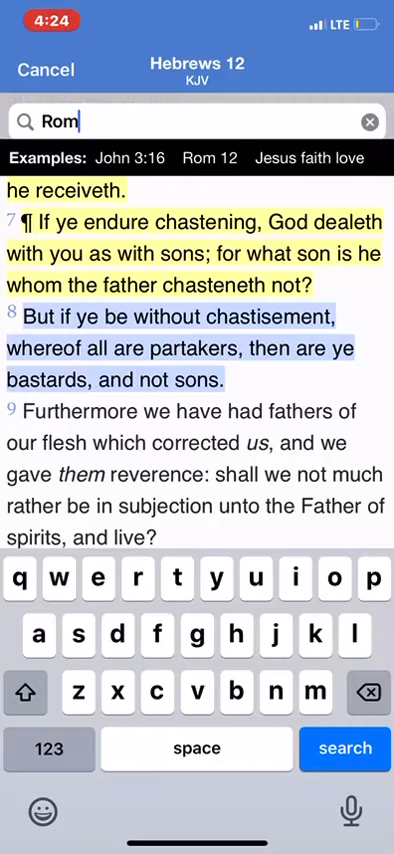 4:24
LTE
Cancel
Hebrews 12
KJV
Rom
Examples: John 3:16 Rom 12 Jesus faith love
he receiveth.
7 ¶ If ye endure chastening, God dealeth
with you as with sons; for what son is he
whom the father chasteneth not?
8 But if ye be without chastisement,
whereof all are partakers, then are ye
bastards, and not sons.
9 Furthermore we have had fathers of
our flesh which corrected us, and we
gave them reverence: shall we not much
rather be in subjection unto the Father of
spirits, and live?
q w e r t y u i o p
a s d f g h j k l
z x c v b n m
123 space search